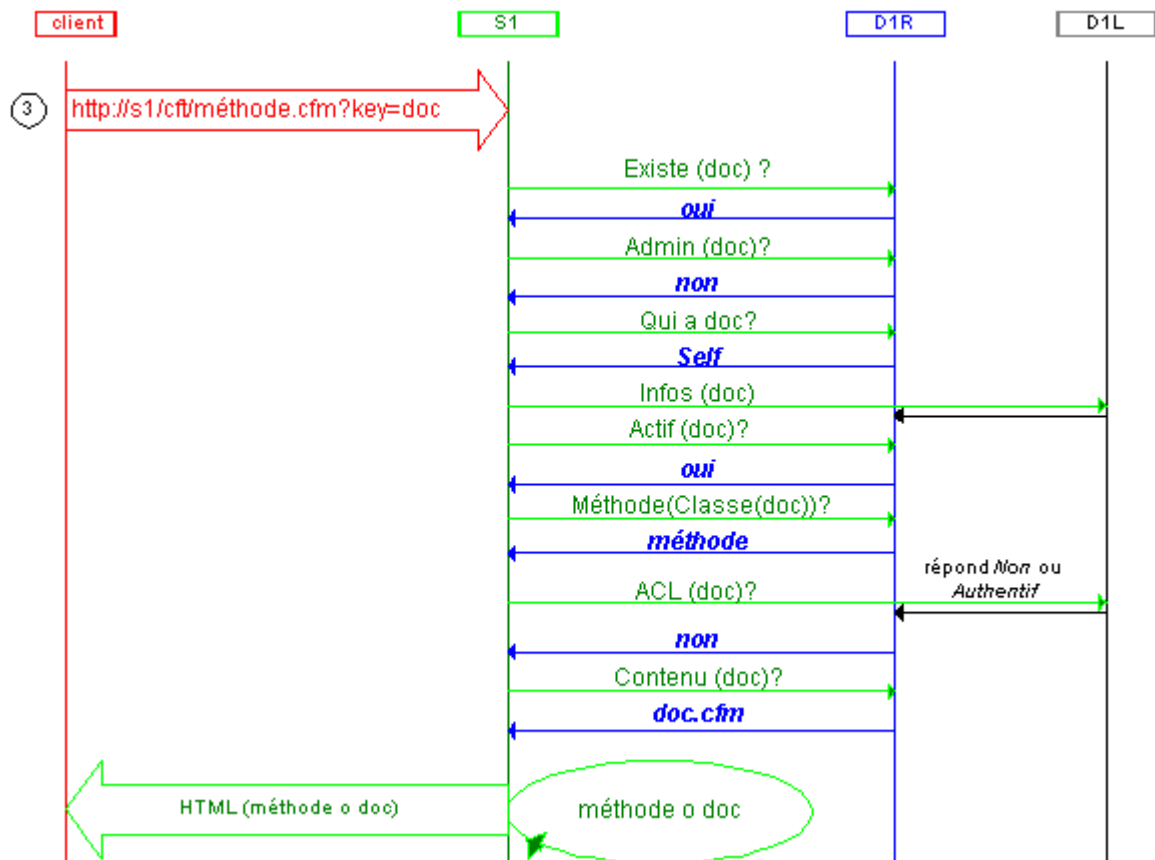 client
S1
D1R
D1L
3
http://s1/cft/méthode.cfm?key=doc
Existe (doc) ?
oui
Admin (doc)?
non
Qui a doc?
Self
Infos (doc)
Actif (doc)?
oui
Méthode(Classe(doc))?
méthode
répond Non ou
Authentif
ACL (doc)?
non
Contenu (doc)?
doc.cfm
HTML (méthode o doc)
méthode o doc